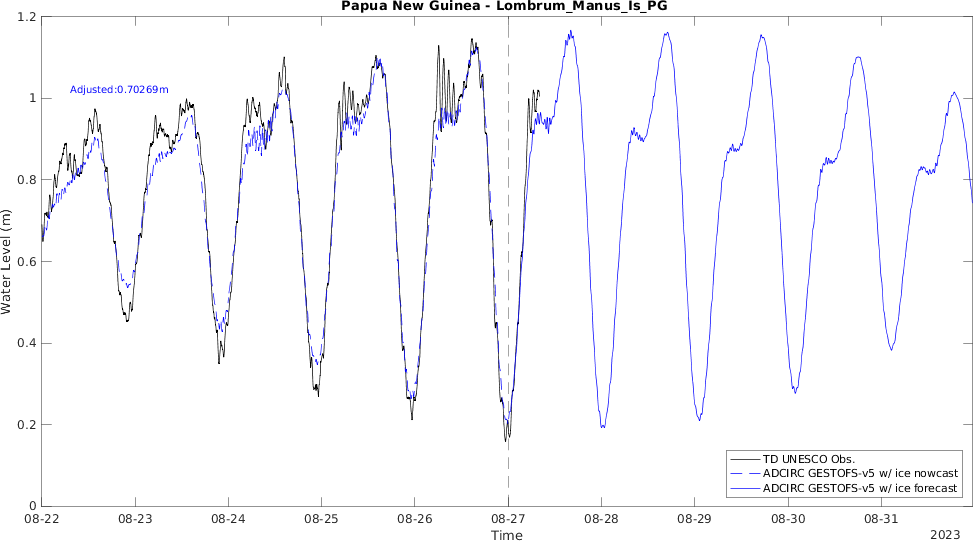 Papua New Guinea - Lombrum_Manus_Is_PG
1.2
1
0.8
0.6
0.4
0.2
0
Water Level (m)
Adjusted:0.70269m
TD UNESCO Obs.
ADCIRC GESTOFS-v5 w/ ice nowcast
ADCIRC GESTOFS-v5 w/ ice forecast
08-22 08-23 08-24 08-25 08-26 08-27 08-28 08-29 08-30 08-31
Time
2023